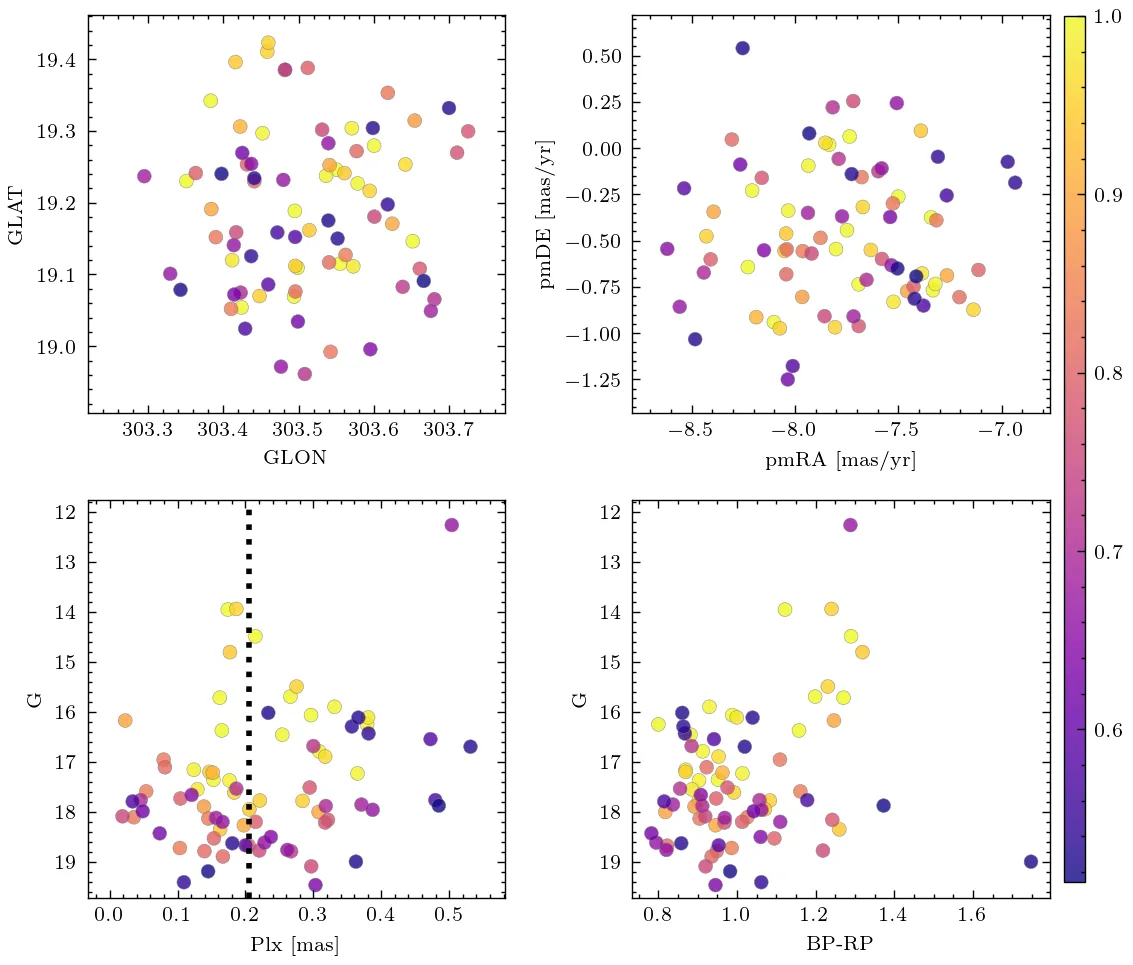 19.4
19.3
19.2
19.1
19.0
GLAT
303.3 303.4 303.5 303.6 303.7
GLON
0.50
0.25
0.00
−0.25
−0.50
−0.75
−1.00
−1.25
pmDE [mas/yr]
−8.5 −8.0 −7.5 −7.0
pmRA [mas/yr]
1.0
0.9
0.8
0.7
0.6
12
13
14
15
16
17
18
19
G
0.0 0.1 0.2 0.3 0.4 0.5
Plx [mas]
12
13
14
15
16
17
18
19
G
0.8 1.0 1.2 1.4 1.6
BP-RP